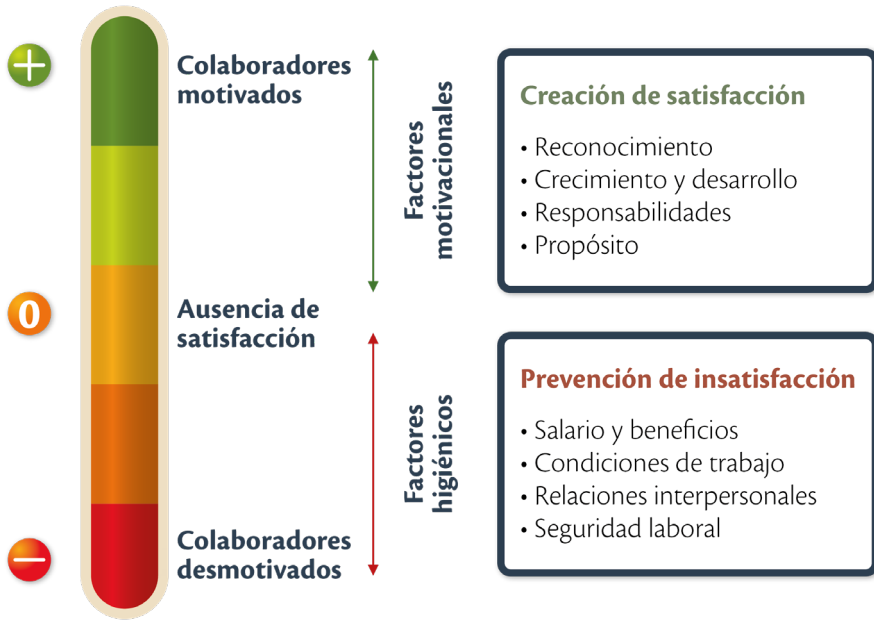 +
Colaboradores
motivados
Factores
motivacionales
Creación de satisfacción
• Reconocimiento
• Crecimiento y desarrollo
• Responsabilidades
• Propósito
0
Ausencia de
satisfacción
Factores
higiénicos
Prevención de insatisfacción
• Salario y beneficios
• Condiciones de trabajo
• Relaciones interpersonales
• Seguridad laboral
−
Colaboradores
desmotivados